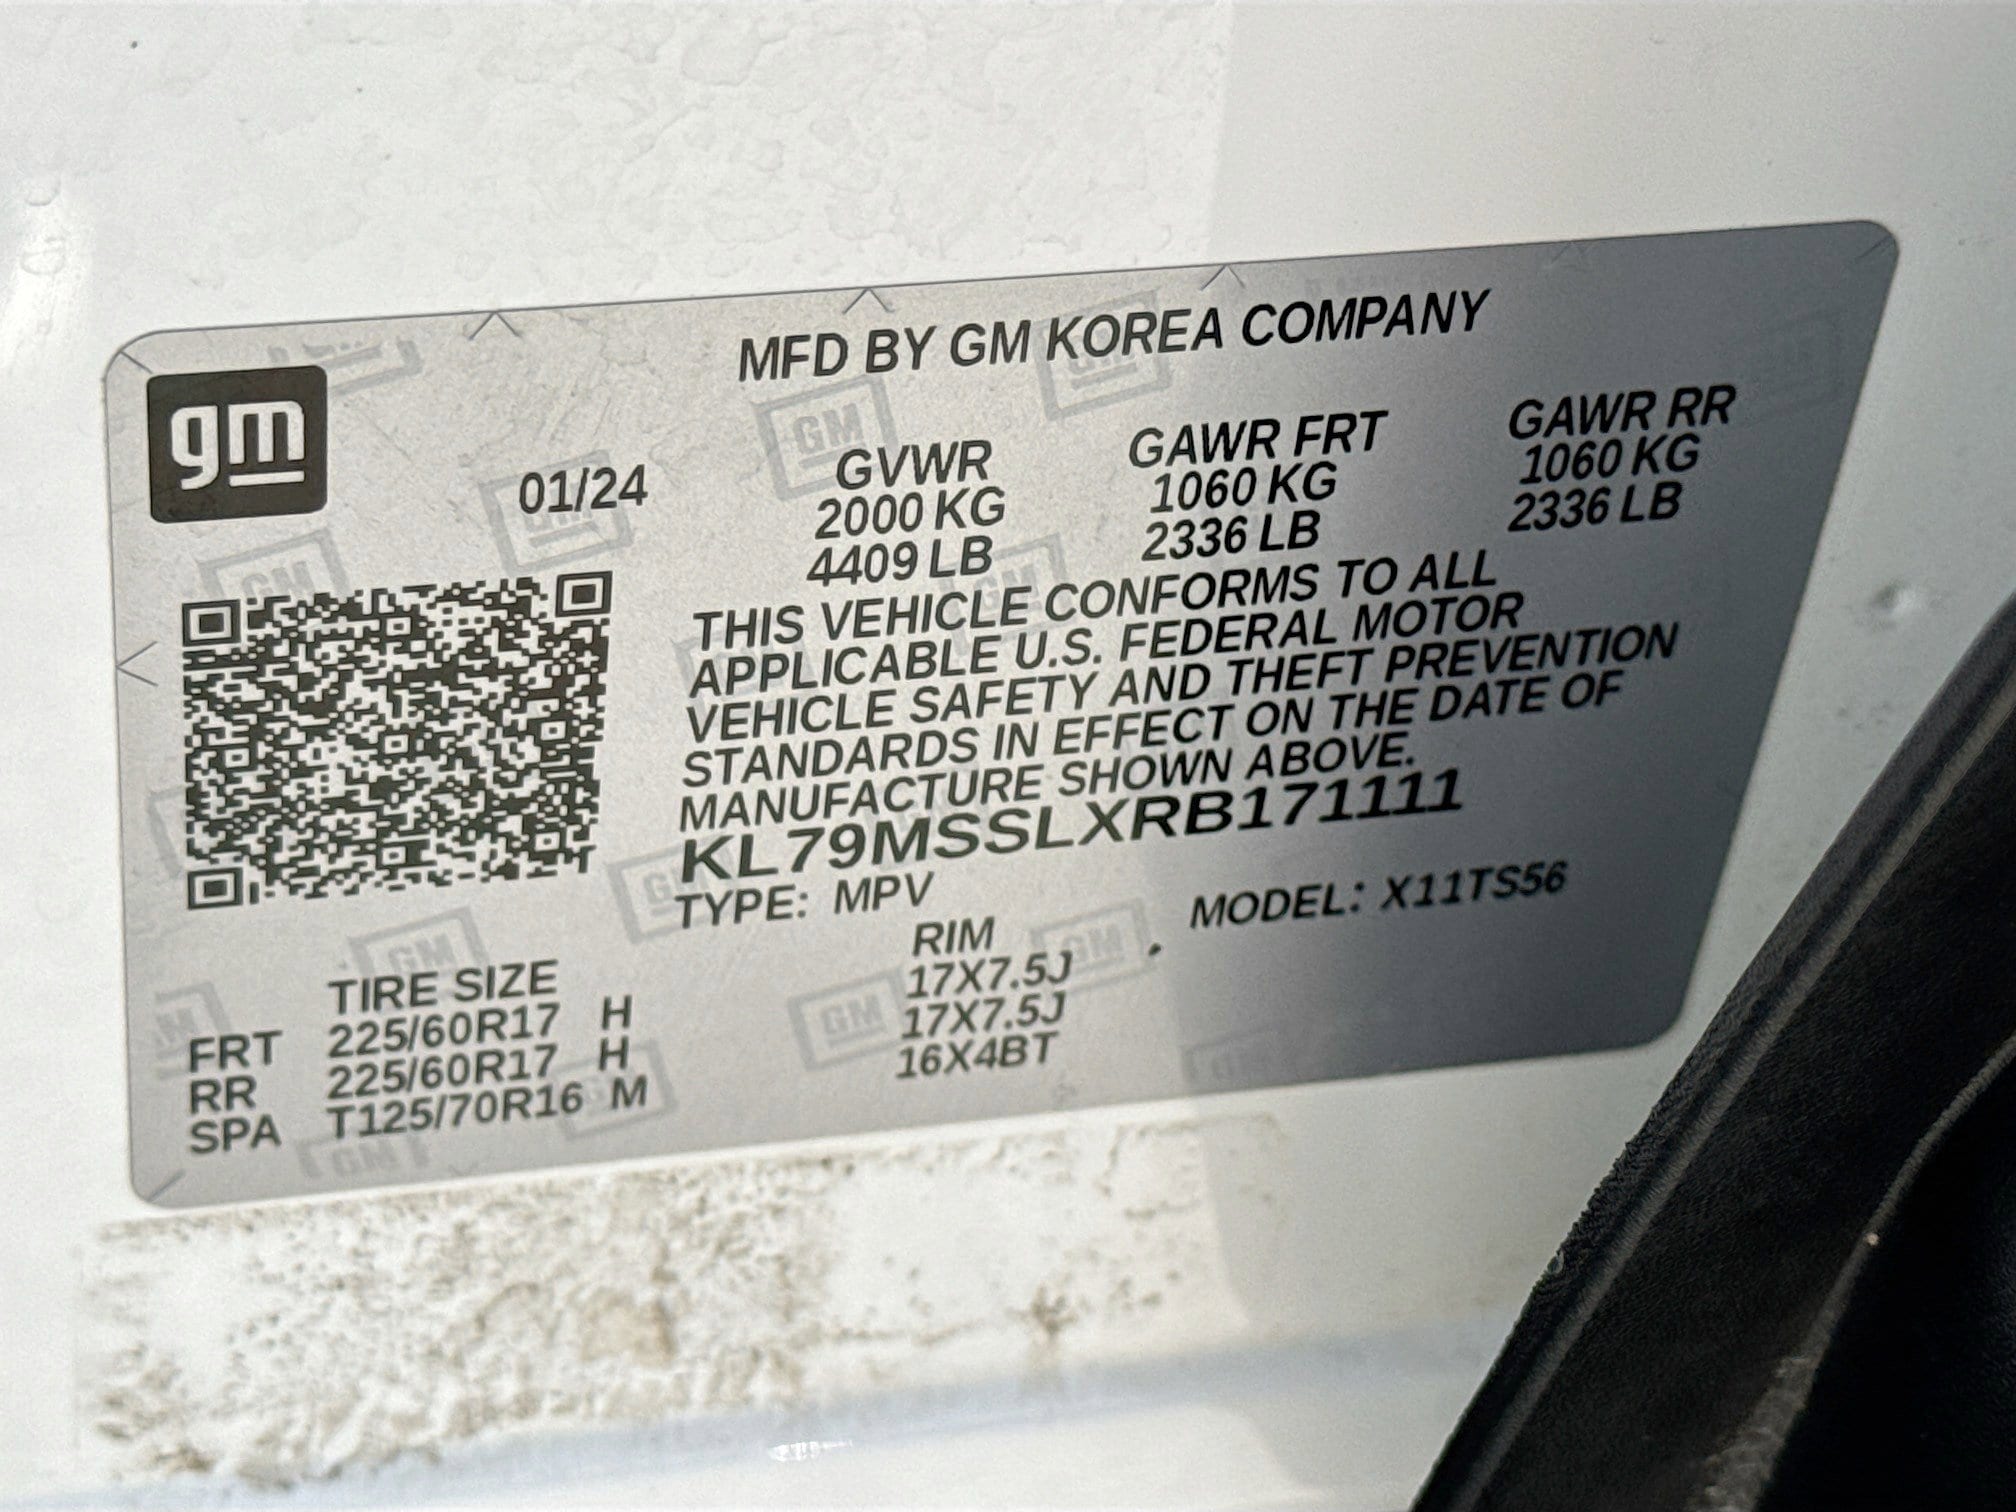 MFD BY GM KOREA COMPANY
gm
01/24
GVWR GAWR FRT GAWR RR
2000 KG 1060 KG 1060 KG
4409 LB 2336 LB 2336 LB
THIS VEHICLE CONFORMS TO ALL
APPLICABLE U.S. FEDERAL MOTOR
VEHICLE SAFETY AND THEFT PREVENTION
STANDARDS IN EFFECT ON THE DATE OF
MANUFACTURE SHOWN ABOVE.
KL79MSSLXRB171111
TYPE: MPV MODEL: X11TS56
TIRE SIZE RIM
FRT 225/60R17 H 17X7.5J
RR 225/60R17 H 17X7.5J
SPA T125/70R16 M 16X4BT